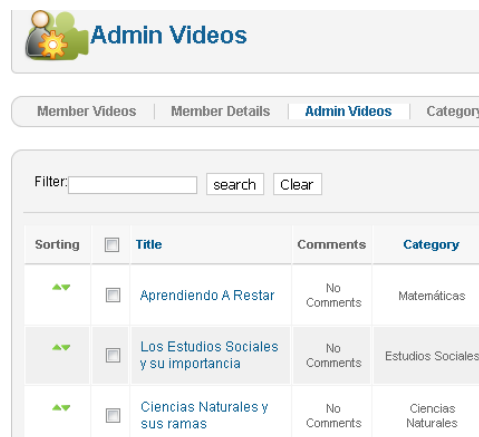 Admin Videos
Member Videos Member Details Admin Videos Category
Filter: search Clear
Sorting Title Comments Category
Aprendiendo A Restar No Comments Matemáticas
Los Estudios Sociales y su importancia No Comments Estudios Sociales
Ciencias Naturales y su ramas No Comments Ciencias Naturales